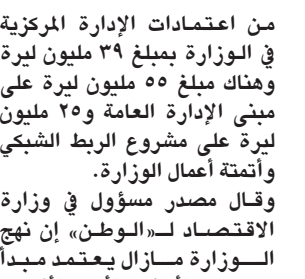 من اعتمادات الإدارة المركزية
في الوزارة بمبلغ ٣٩ مليون ليرة
وهناك مبلغ ٥٥ مليون ليرة على
مبنى الإدارة العامة و٢٥ مليون
ليرة على مشروع الربط الشبكي
وأتمتة أعمال الوزارة.
وقال مصدر مسؤول في وزارة
الاقتصاد لـ«الوطن» إن نهج
الوزارة مازال يعتمد مبدأ